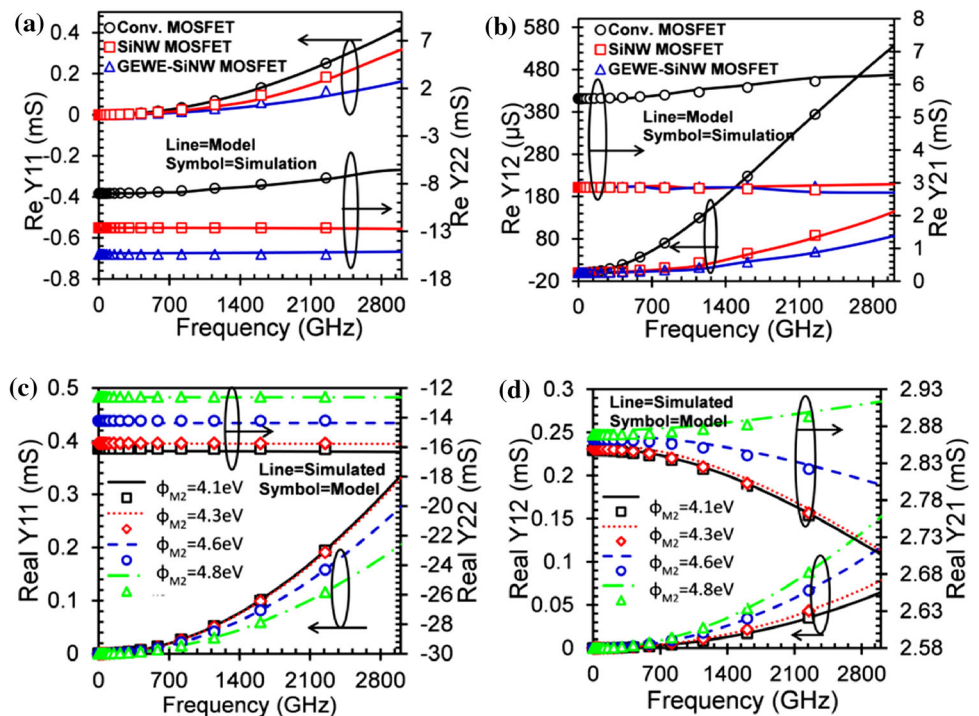 (a)
Conv. MOSFET
SiNW MOSFET
GEWE-SiNW MOSFET
Line=Model
Symbol=Simulation
0.4
0.2
0
-0.2
-0.4
-0.6
-0.8
Re Y11 (mS)
7
2
-3
-8
-13
-18
Re Y22 (mS)
0
700
1400
2100
2800
Frequency (GHz)
(b)
Conv. MOSFET
SiNW MOSFET
GEWE-SiNW MOSFET
Line=Model
Symbol=Simulation
580
480
380
280
180
80
-20
Re Y12 (µS)
8
7
6
5
4
3
2
1
0
Re Y21 (mS)
0
700
1400
2100
2800
Frequency (GHz)
(c)
Line=Simulated
Symbol=Model
ϕM2=4.1eV
ϕM2=4.3eV
ϕM2=4.6eV
ϕM2=4.8eV
0.5
0.4
0.3
0.2
0.1
0
Real Y11 (mS)
-12
-14
-16
-18
-20
-22
-24
-26
-28
-30
Real Y22 (mS)
0
700
1400
2100
2800
Frequency (GHz)
(d)
Line=Simulated
Symbol=Model
ϕM2=4.1eV
ϕM2=4.3eV
ϕM2=4.6eV
ϕM2=4.8eV
0.3
0.25
0.2
0.15
0.1
0.05
0
Real Y12 (mS)
2.93
2.88
2.83
2.78
2.73
2.68
2.63
2.58
Real Y21 (mS)
0
700
1400
2100
2800
Frequency (GHz)